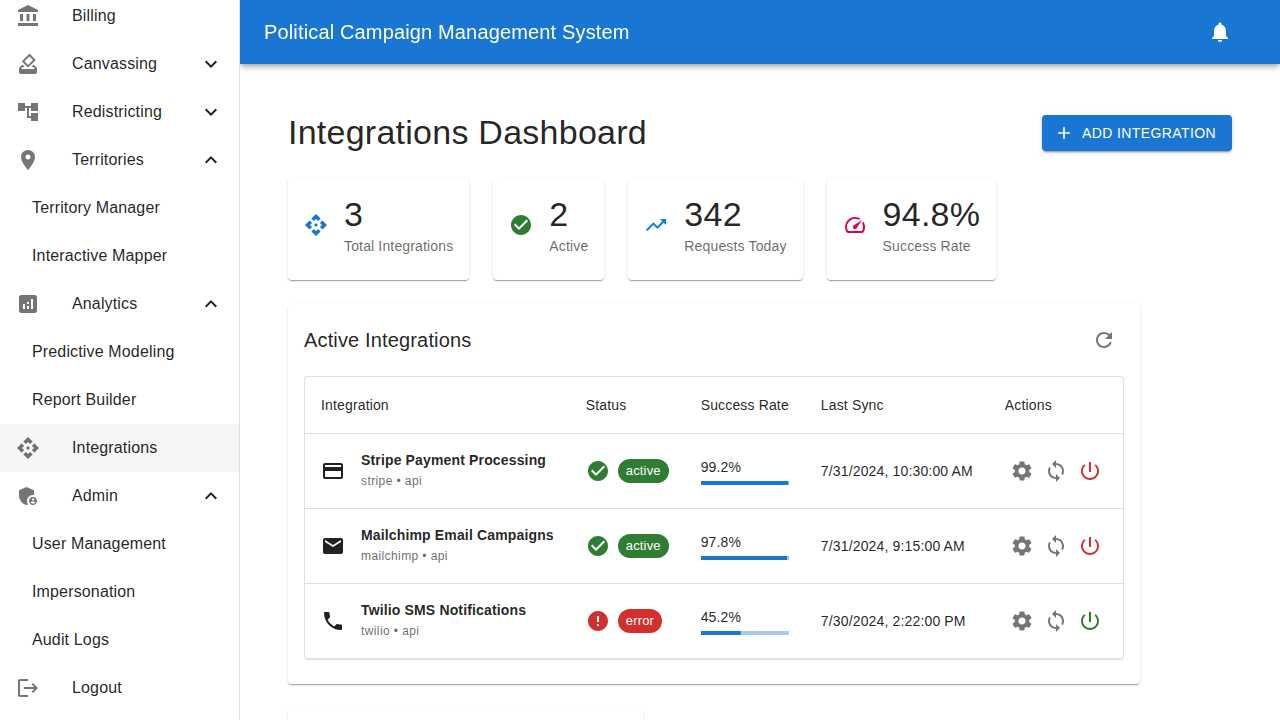 Billing
Canvassing
Redistricting
Territories
Territory Manager
Interactive Mapper
Analytics
Predictive Modeling
Report Builder
Integrations
Admin
User Management
Impersonation
Audit Logs
Logout
Political Campaign Management System
Integrations Dashboard
ADD INTEGRATION
3
Total Integrations
2
Active
342
Requests Today
94.8%
Success Rate
Active Integrations
Integration Status Success Rate Last Sync Actions
Stripe Payment Processing
stripe • api
active
99.2%
7/31/2024, 10:30:00 AM
Mailchimp Email Campaigns
mailchimp • api
active
97.8%
7/31/2024, 9:15:00 AM
Twilio SMS Notifications
twilio • api
error
45.2%
7/30/2024, 2:22:00 PM